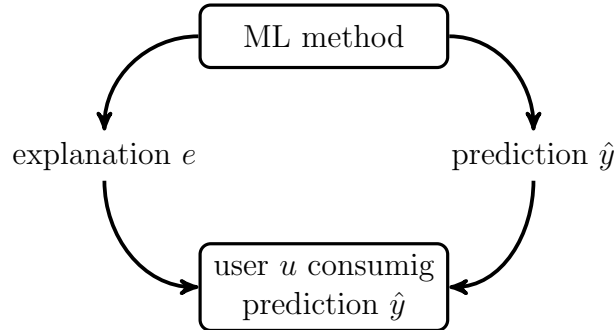 ML method
explanation e
prediction ŷ
user u consumig
prediction ŷ